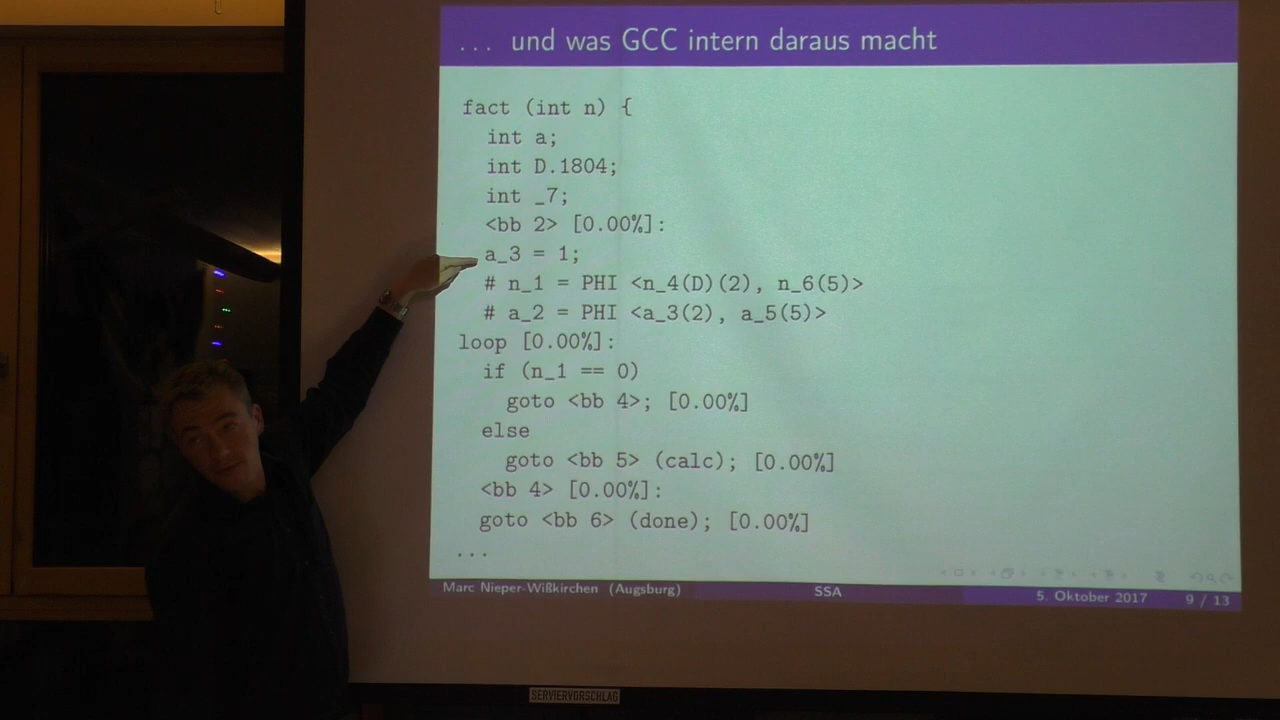 ... und was GCC intern daraus macht
fact (int n) {
int a;
int D.1804;
int _7;
<bb 2> [0.00%]:
a_3 = 1;
# n_1 = PHI <n_4(D)(2), n_6(5)>
# a_2 = PHI <a_3(2), a_5(5)>
loop [0.00%]:
if (n_1 == 0)
goto <bb 4>; [0.00%]
else
goto <bb 5> (calc); [0.00%]
<bb 4> [0.00%]:
goto <bb 6> (done); [0.00%]
...
Marc Nieper-Wißkirchen (Augsburg) SSA 5. Oktober 2017 9 / 13
SERVIERVORSCHLAG